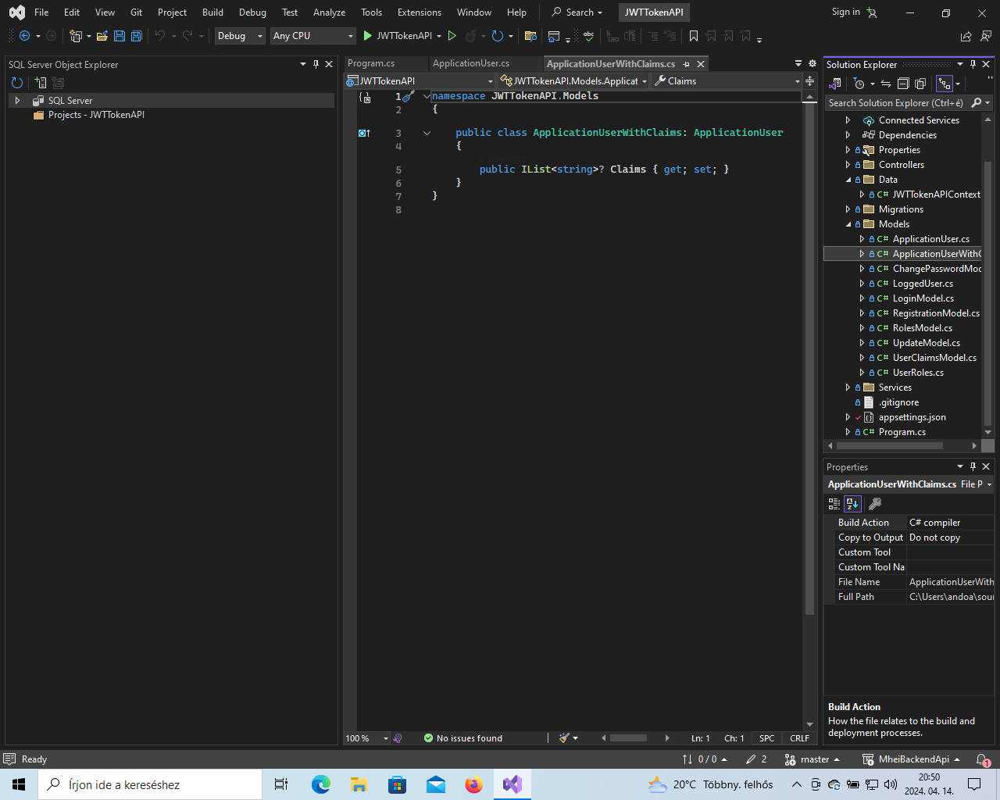 File Edit View Git Project Build Debug Test Analyze Tools Extensions Window Help Search JWTTokenAPI Sign in
Debug Any CPU JWTTokenAPI
SQL Server Object Explorer
SQL Server
Projects - JWTTokenAPI
Program.cs ApplicationUser.cs ApplicationUserWithClaims.cs
JWTTokenAPI JWTTokenAPI.Models.Applicat Claims
1 namespace JWTTokenAPI.Models
2 {
3 public class ApplicationUserWithClaims: ApplicationUser
4 {
5 public IList<string>? Claims { get; set; }
6 }
7 }
8
100 % No issues found Ln: 1 Ch: 1 SPC CRLF
Solution Explorer
Search Solution Explorer (Ctrl+é)
Connected Services
Dependencies
Properties
Controllers
Data
C# JWTTokenAPIContext
Migrations
Models
C# ApplicationUser.cs
C# ApplicationUserWithC
C# ChangePasswordMod
C# LoggedUser.cs
C# LoginModel.cs
C# RegistrationModel.cs
C# RolesModel.cs
C# UpdateModel.cs
C# UserClaimsModel.cs
C# UserRoles.cs
Services
.gitignore
appsettings.json
C# Program.cs
Properties
ApplicationUserWithClaims.cs File P
Build Action C# compiler
Copy to Output Do not copy
Custom Tool
Custom Tool Na
File Name ApplicationUserWith
Full Path C:\Users\andoa\sour
Build Action
How the file relates to the build and
deployment processes.
Ready 0 / 0 2 master MheiBackendApi 1
Írjon ide a kereséshez 20°C Többny. felhős 20:50
2024. 04. 14.